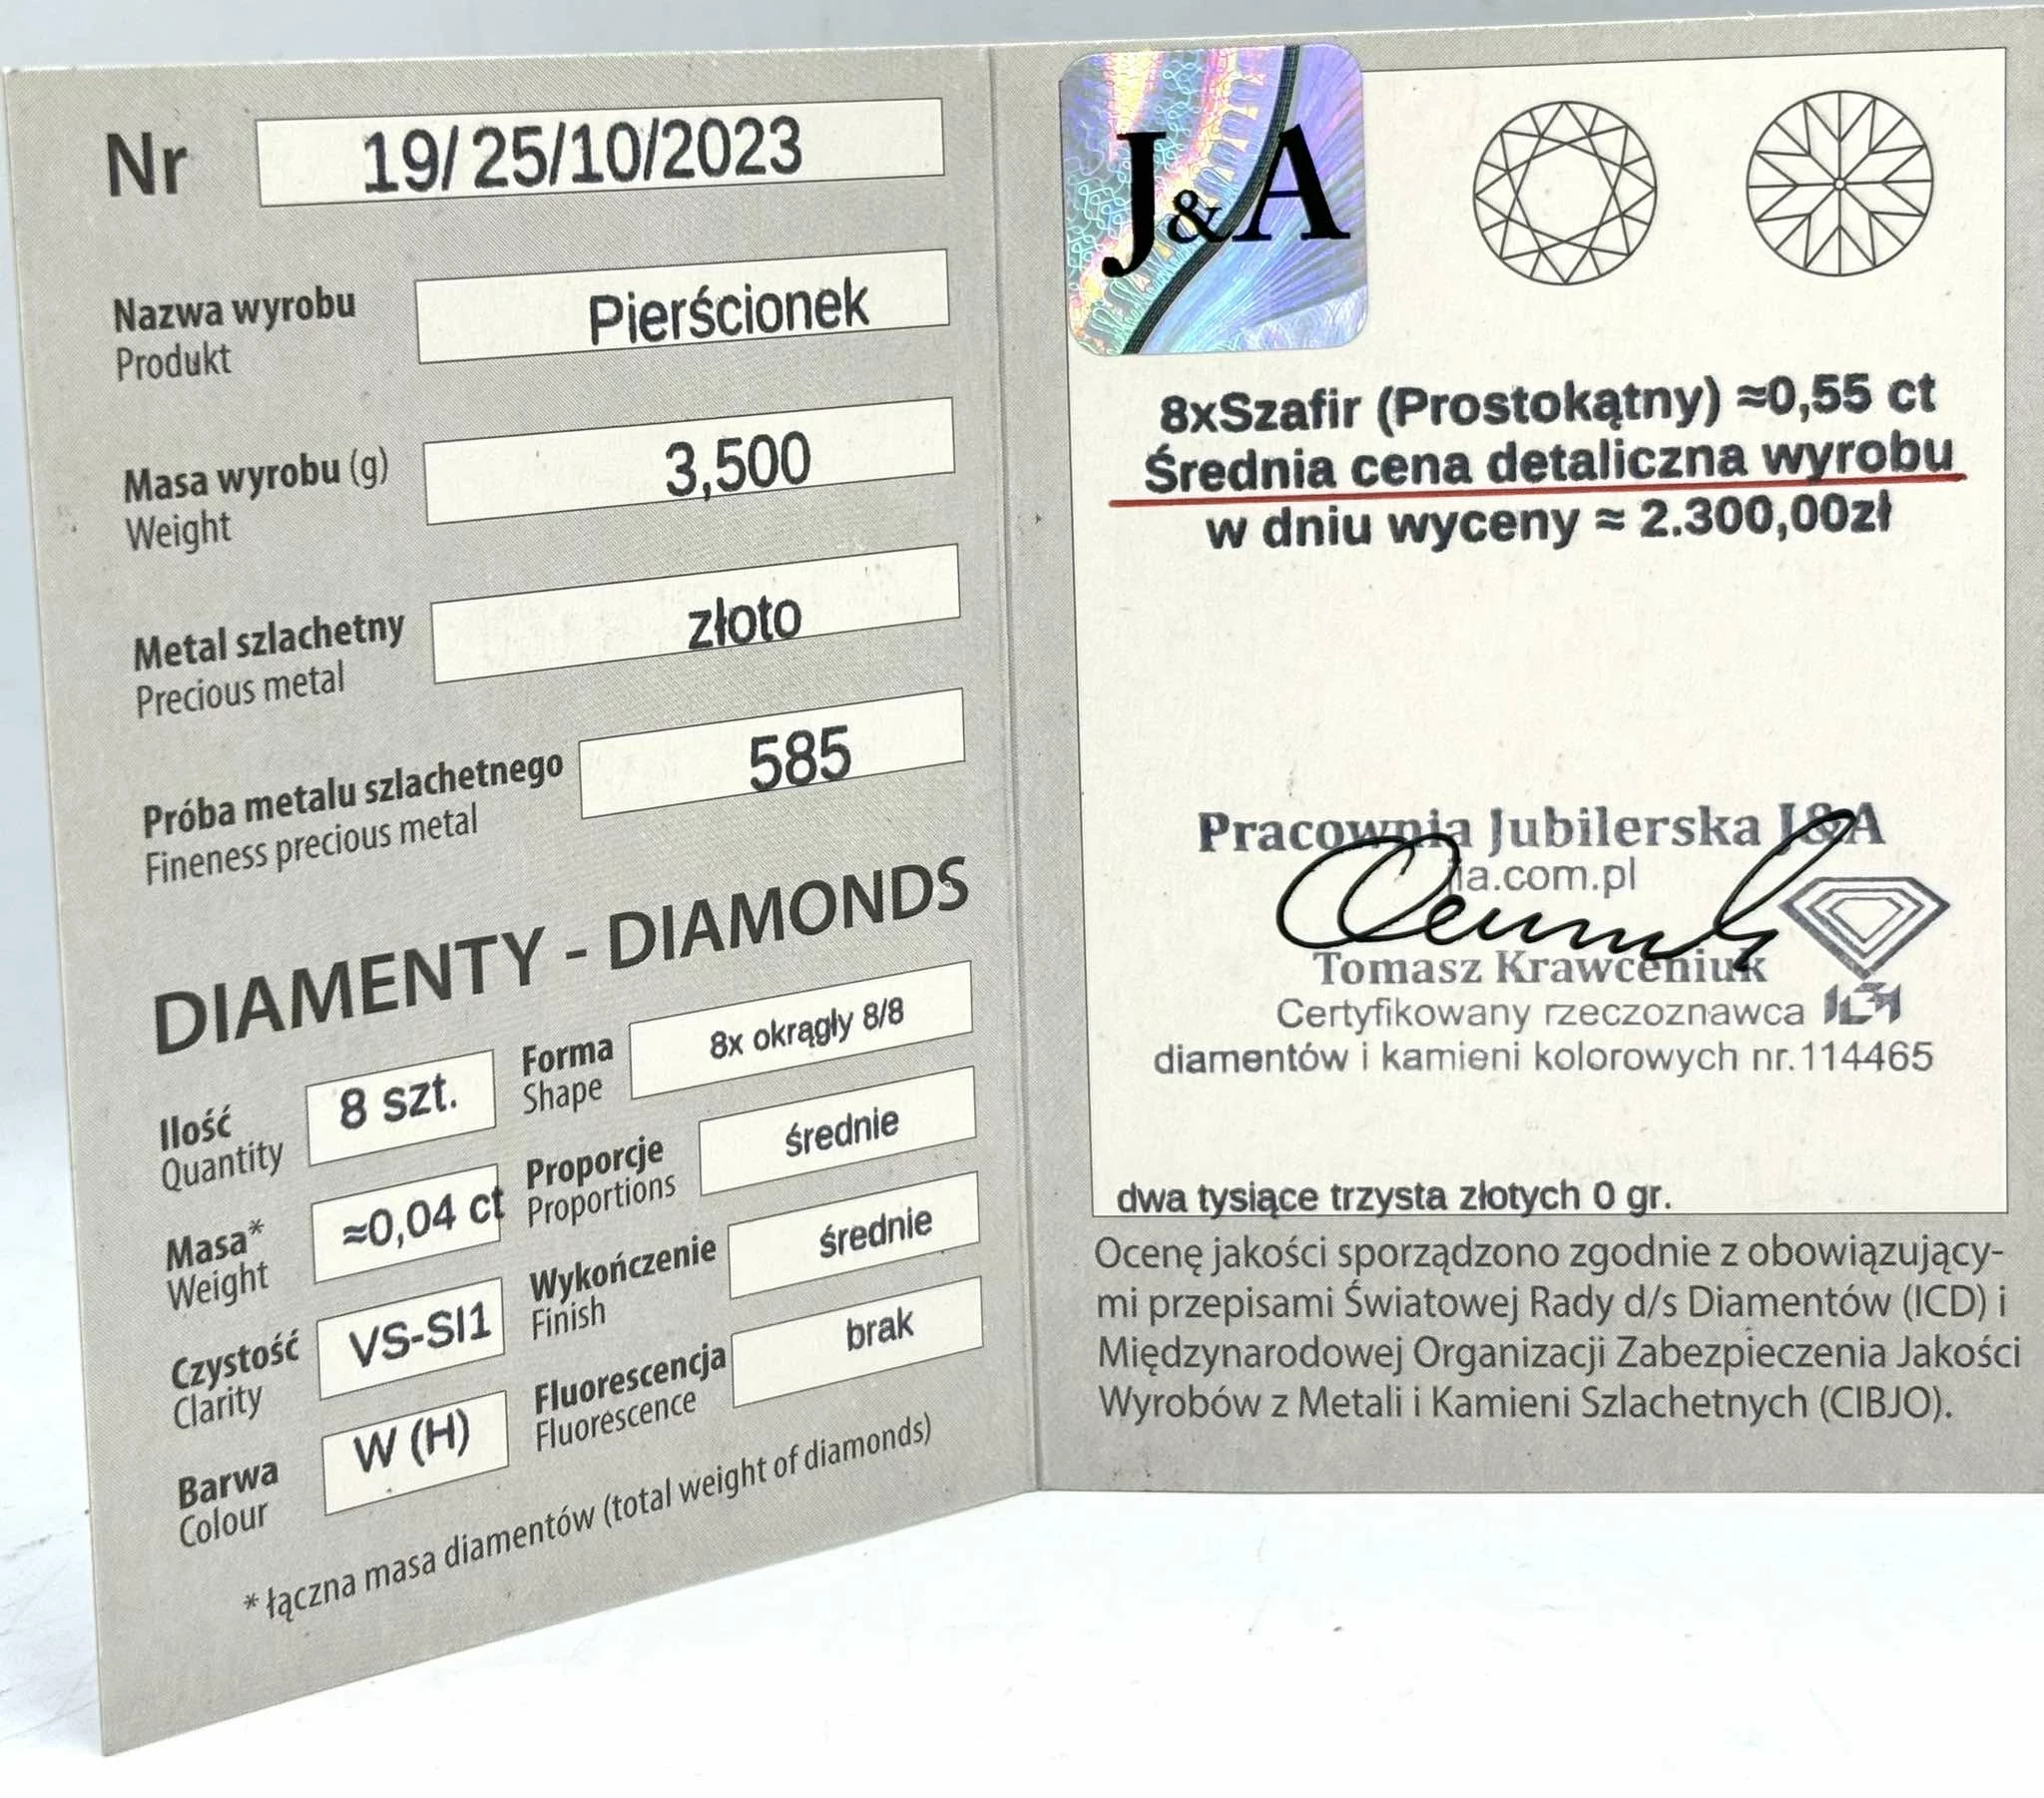 Nr 19/ 25/10/2023
Nazwa wyrobu Pierścionek
Produkt
Masa wyrobu (g) 3,500
Weight
Metal szlachetny złoto
Precious metal
Próba metalu szlachetnego 585
Fineness precious metal
DIAMENTY - DIAMONDS
Ilość 8 szt. Forma 8x okrągły 8/8
Quantity Shape
Masa* ≈0,04 ct Proporcje średnie
Weight Proportions
Czystość VS-SI1 Wykończenie średnie
Clarity Finish
Barwa W (H) Fluorescencja brak
Colour Fluorescence
* łączna masa diamentów (total weight of diamonds)
J&A
8xSzafir (Prostokątny) ≈0,55 ct
Średnia cena detaliczna wyrobu
w dniu wyceny ≈ 2.300,00zł
Pracownia Jubilerska J&A
ia.com.pl
Tomasz Krawceniuk
Certyfikowany rzeczoznawca
diamentów i kamieni kolorowych nr.114465
dwa tysiące trzysta złotych 0 gr.
Ocenę jakości sporządzono zgodnie z obowiązujący-
mi przepisami Światowej Rady d/s Diamentów (ICD) i
Międzynarodowej Organizacji Zabezpieczenia Jakości
Wyrobów z Metali i Kamieni Szlachetnych (CIBJO).